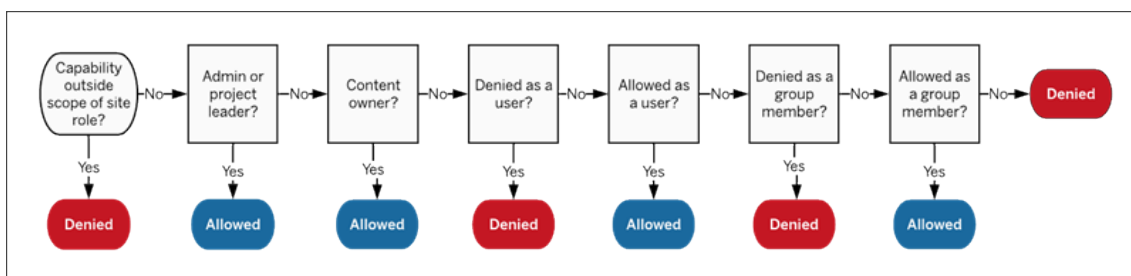 Capability
outside
scope of site
role?
No
Admin or
project
leader?
No
Content
owner?
No
Denied as a
user?
No
Allowed as
a user?
No
Denied as a
group
member?
No
Allowed as
a group
member?
No
Denied
Yes
Yes
Yes
Yes
Yes
Yes
Yes
Denied
Allowed
Allowed
Denied
Allowed
Denied
Allowed